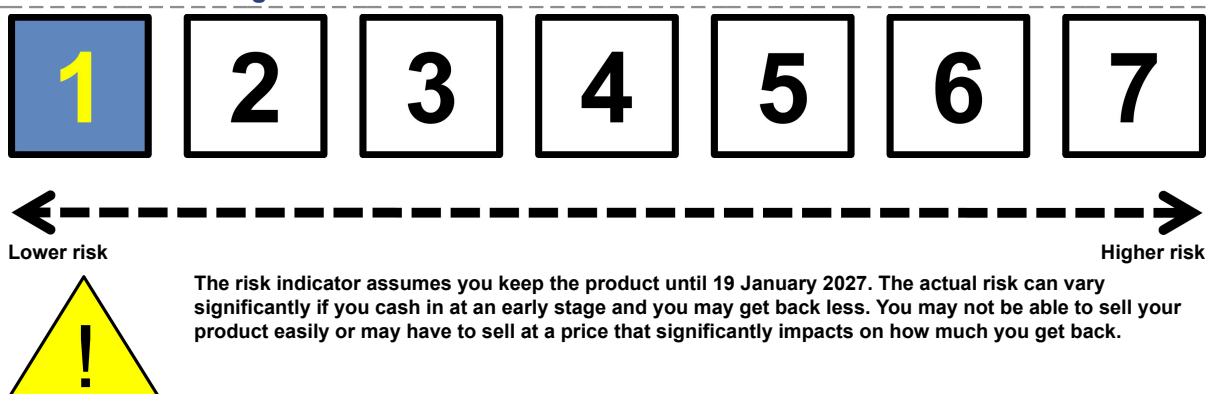 1 2 3 4 5 6 7
Lower risk Higher risk
The risk indicator assumes you keep the product until 19 January 2027. The actual risk can vary
significantly if you cash in at an early stage and you may get back less. You may not be able to sell your
product easily or may have to sell at a price that significantly impacts on how much you get back.
!